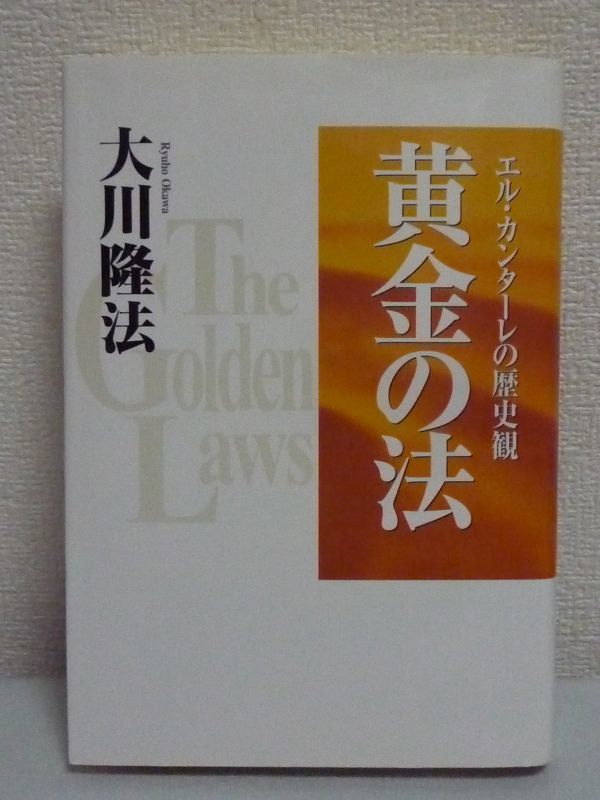 エル・カンターレの歴史観
黄金の法
大川隆法
Ryuho Okawa
The
Golden
Laws